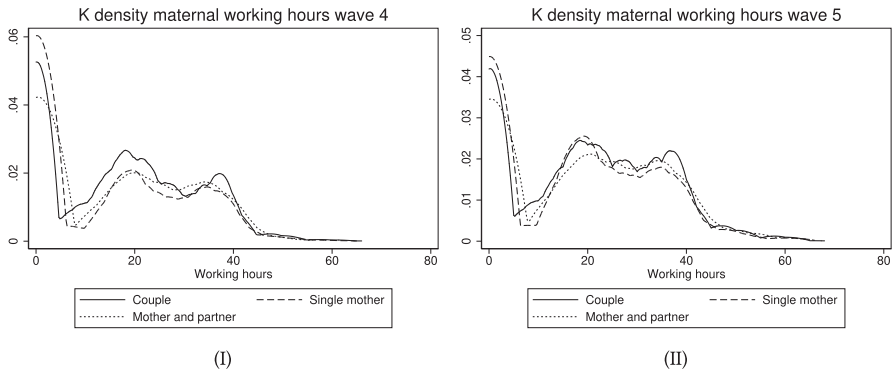 K density maternal working hours wave 4
.06
.04
.02
0
0 20 40 60 80
Working hours
Couple
Single mother
Mother and partner
(I)
K density maternal working hours wave 5
.05
.04
.03
.02
.01
0
0 20 40 60 80
Working hours
Couple
Single mother
Mother and partner
(II)